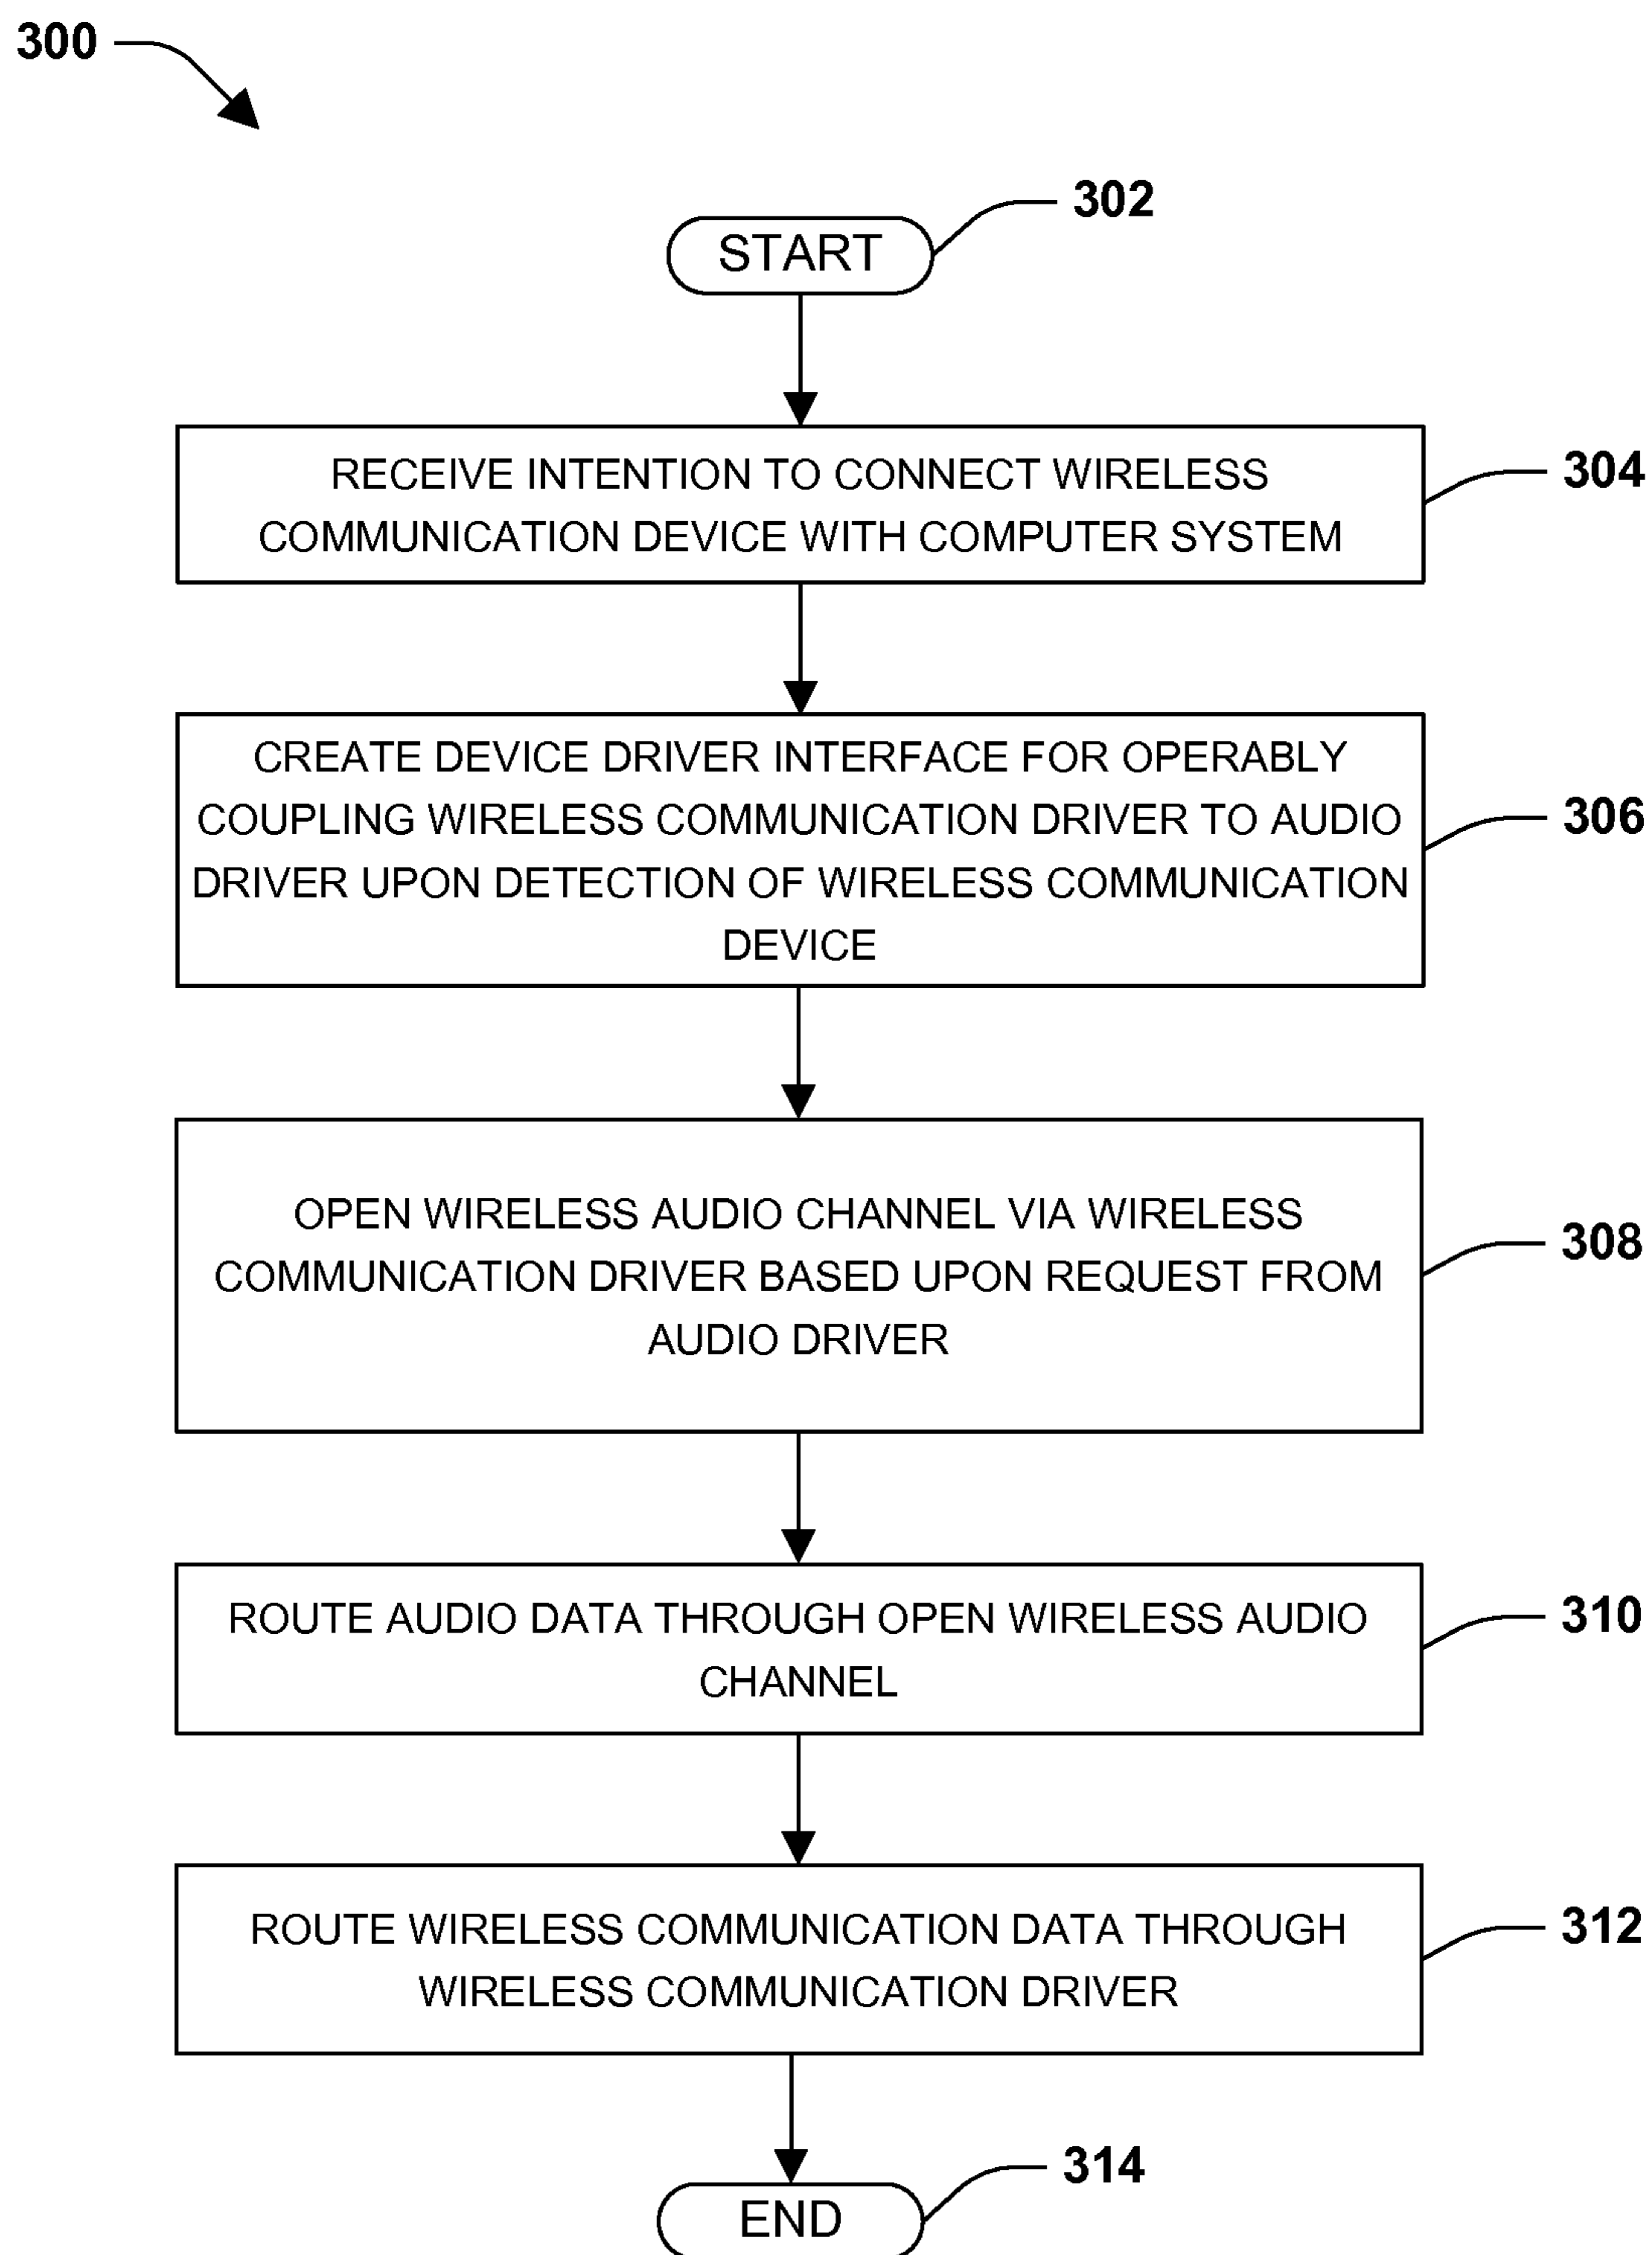 300
302
START
RECEIVE INTENTION TO CONNECT WIRELESS
COMMUNICATION DEVICE WITH COMPUTER SYSTEM
304
CREATE DEVICE DRIVER INTERFACE FOR OPERABLY
COUPLING WIRELESS COMMUNICATION DRIVER TO AUDIO
DRIVER UPON DETECTION OF WIRELESS COMMUNICATION
DEVICE
306
OPEN WIRELESS AUDIO CHANNEL VIA WIRELESS
COMMUNICATION DRIVER BASED UPON REQUEST FROM
AUDIO DRIVER
308
ROUTE AUDIO DATA THROUGH OPEN WIRELESS AUDIO
CHANNEL
310
ROUTE WIRELESS COMMUNICATION DATA THROUGH
WIRELESS COMMUNICATION DRIVER
312
314
END